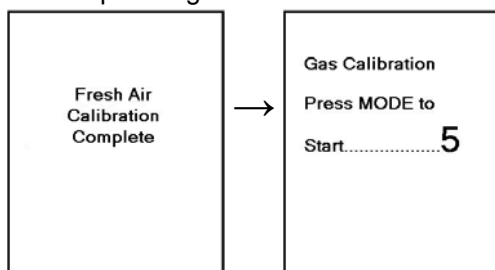 Fresh Air
Calibration
Complete
→
Gas Calibration
Press MODE to
Start...................5